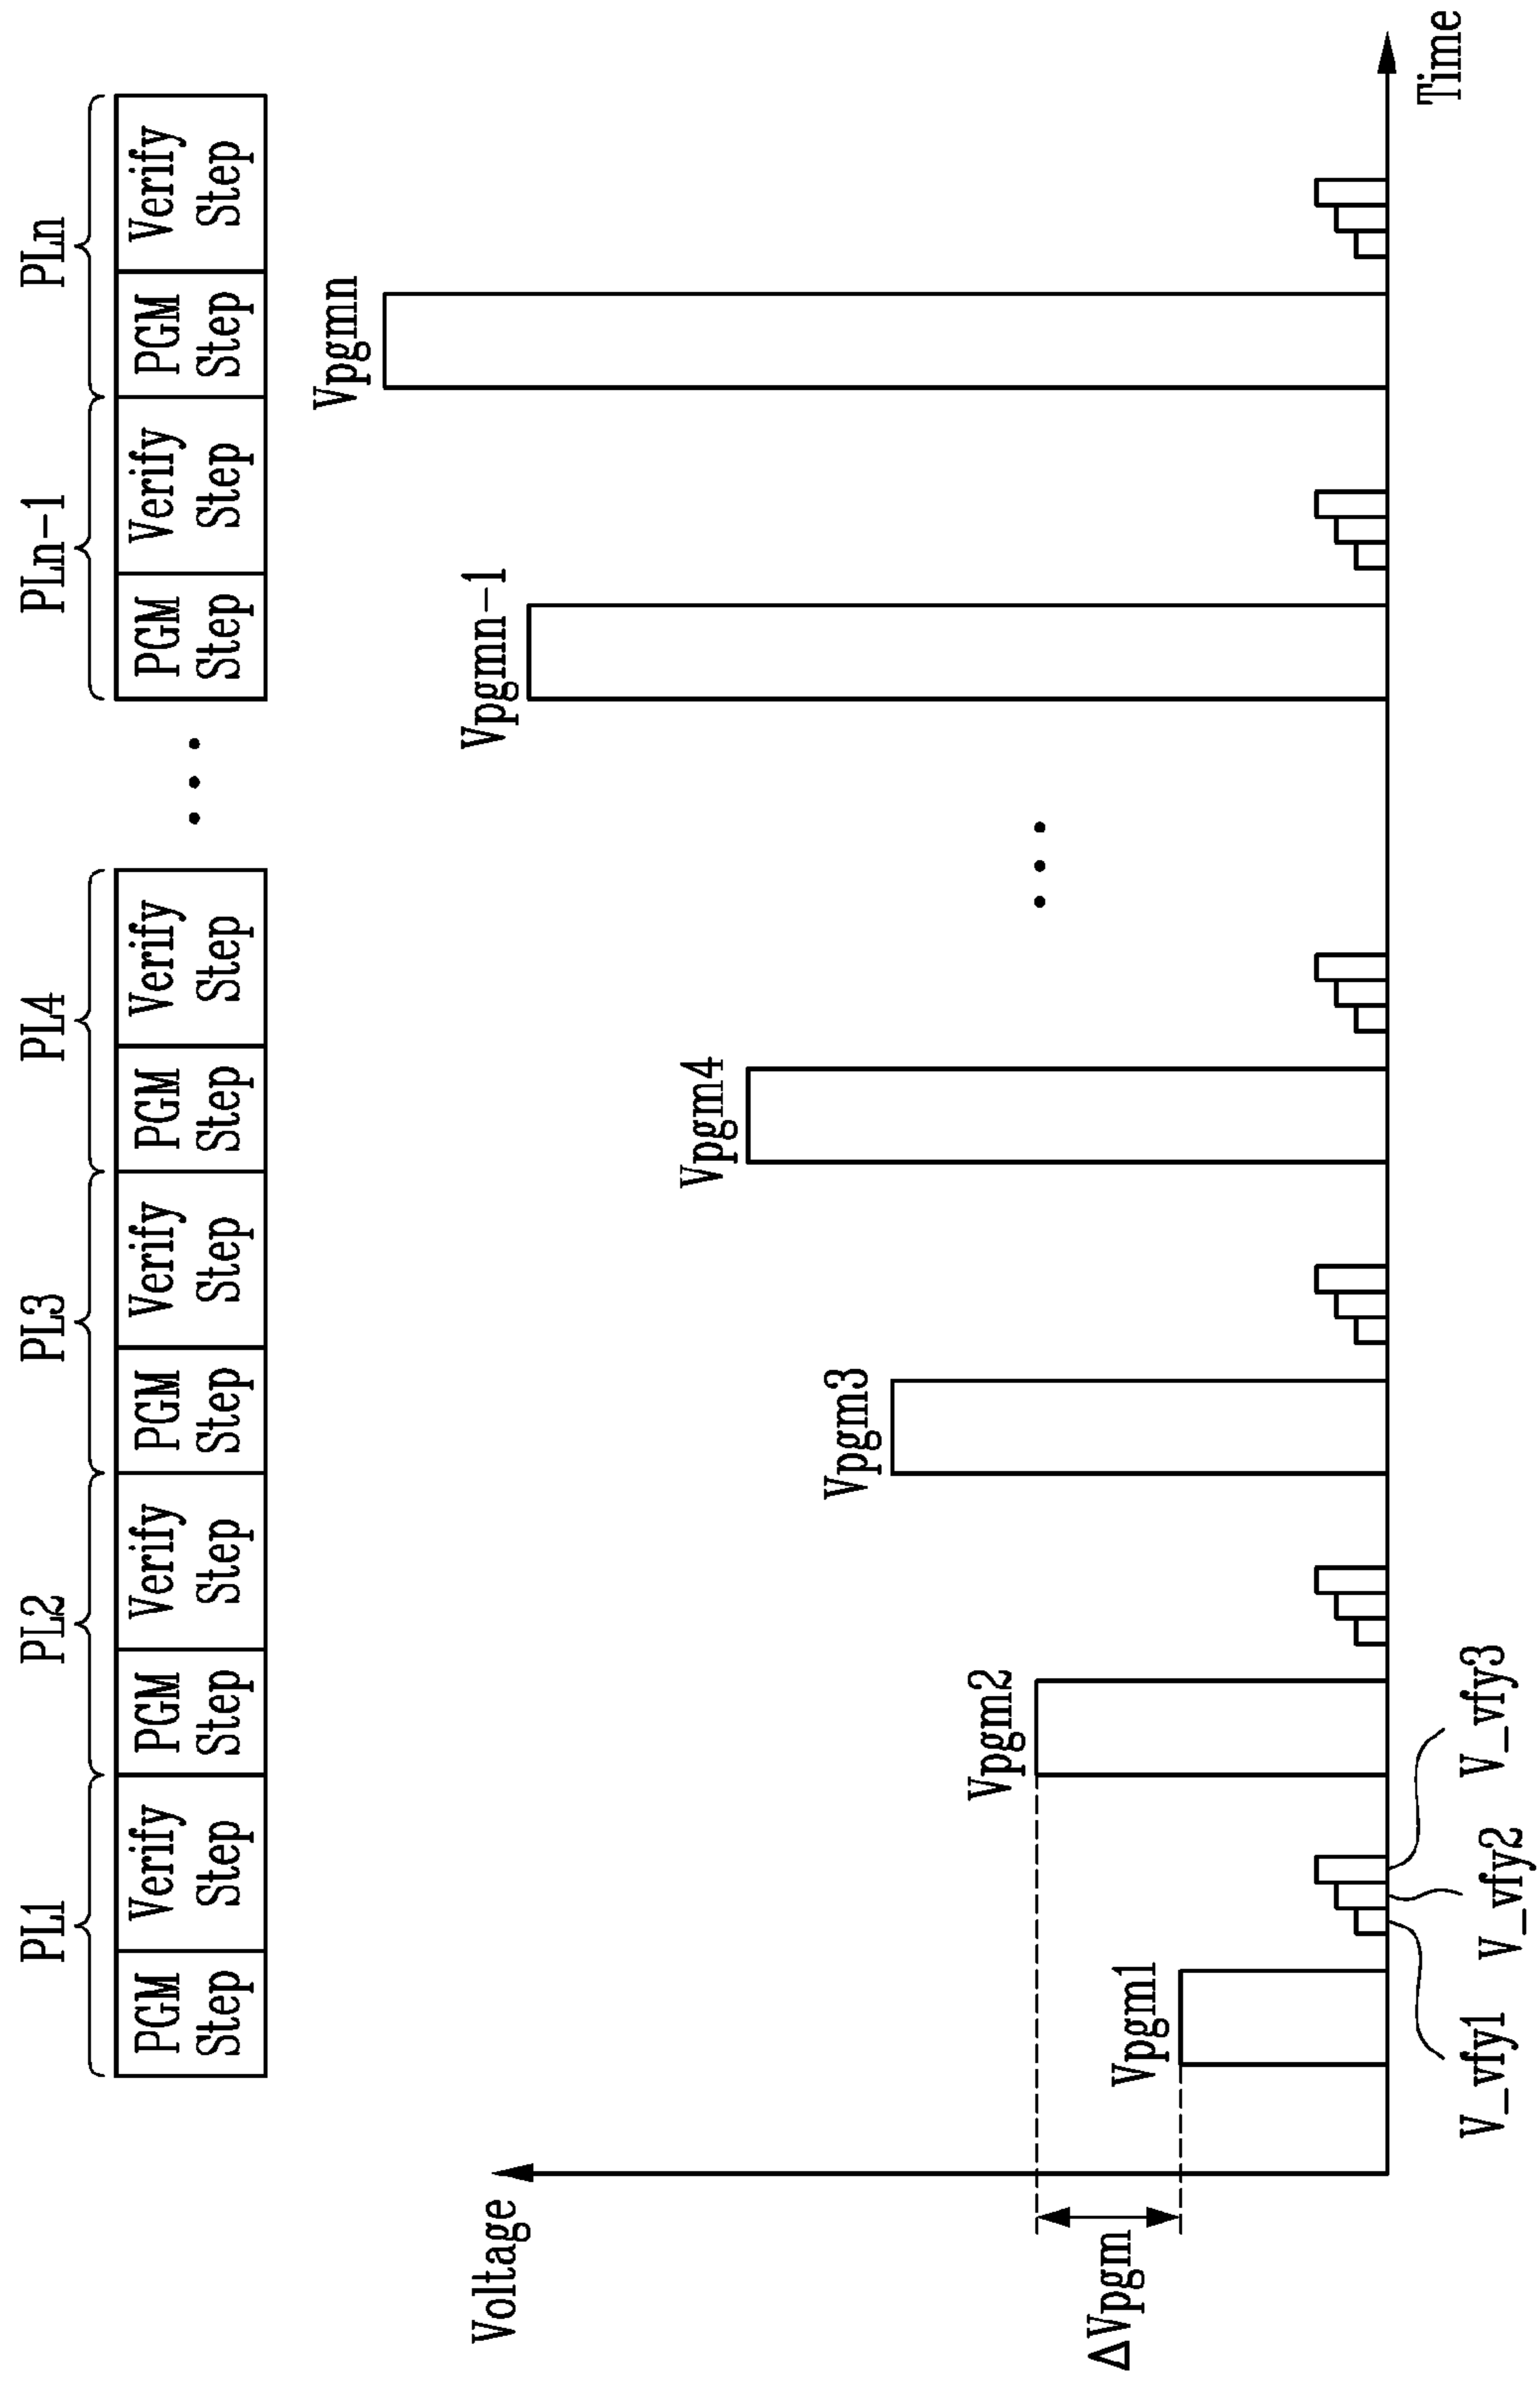 PL1 PL2 PL3 PL4 PLn-1 PLn
PGM Step
Verify Step
PGM Step
Verify Step
PGM Step
Verify Step
PGM Step
Verify Step
...
PGM Step
Verify Step
PGM Step
Verify Step
Voltage
ΔVpgm
Vpgm1
Vpgm2
Vpgm3
Vpgm4
...
Vpgmn-1
Vpgmn
V_vfy1
V_vfy2
V_vfy3
Time